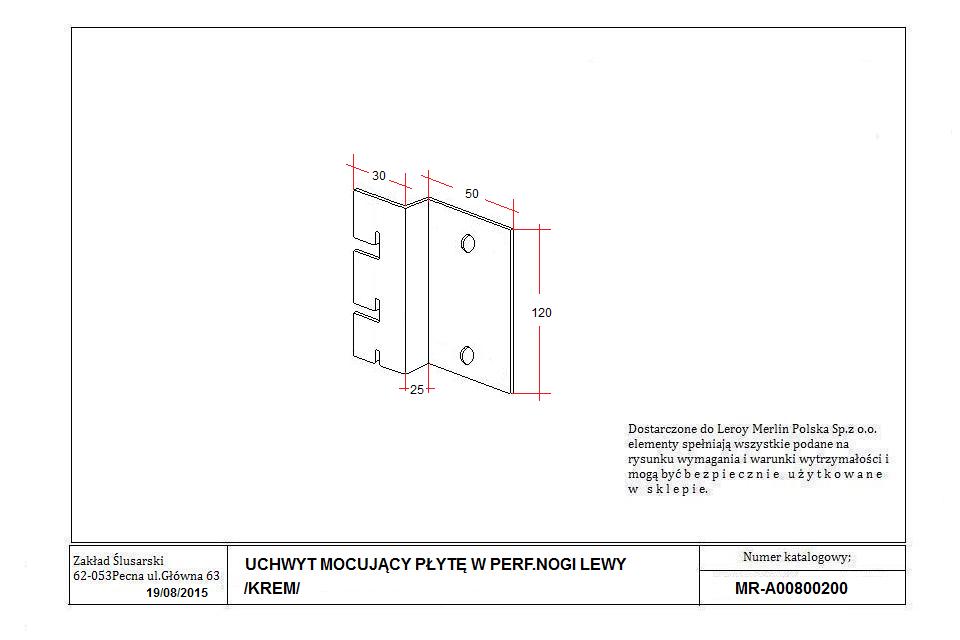 30
50
120
25
Dostarczone do Leroy Merlin Polska Sp.z o.o.
elementy spełniają wszystkie podane na
rysunku wymagania i warunki wytrzymałości i
mogą być b e z p i e c z n i e u ż y t k o w a n e
w s k l e p i e.
Zakład Ślusarski
62-053Pecna ul.Główna 63
19/08/2015
UCHWYT MOCUJĄCY PŁYTĘ W PERF.NOGI LEWY
/KREM/
Numer katalogowy;
MR-A00800200